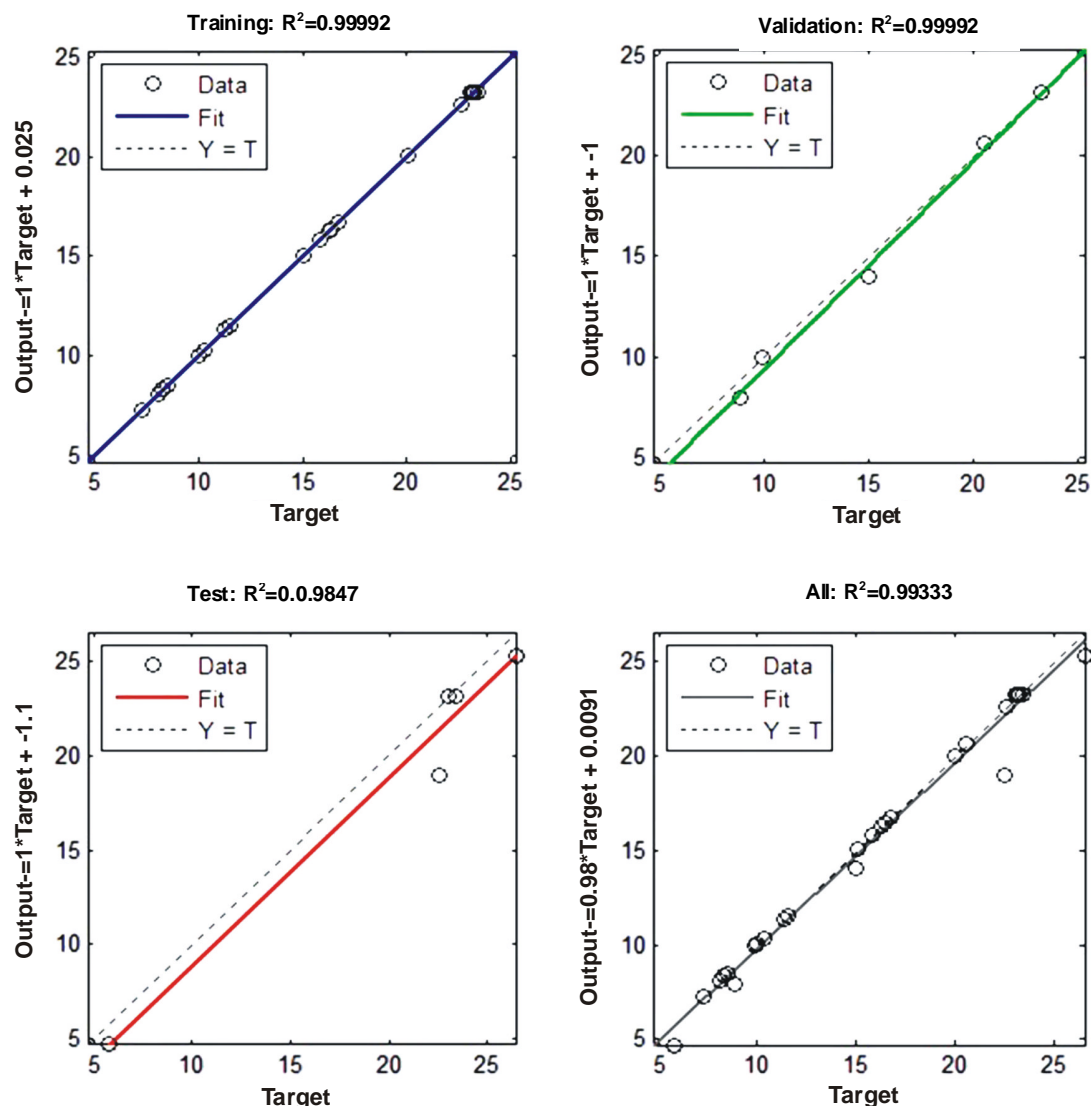 Training: R²=0.99992
Output-=1*Target + 0.025
25
20
15
10
5
Data
Fit
Y = T
5 10 15 20 25
Target
Validation: R²=0.99992
Output-=1*Target + -1
25
20
15
10
5
Data
Fit
Y = T
5 10 15 20 25
Target
Test: R²=0.0.9847
Output-=1*Target + -1.1
25
20
15
10
5
Data
Fit
Y = T
5 10 15 20 25
Target
All: R²=0.99333
Output-=0.98*Target + 0.0091
25
20
15
10
5
Data
Fit
Y = T
5 10 15 20 25
Target